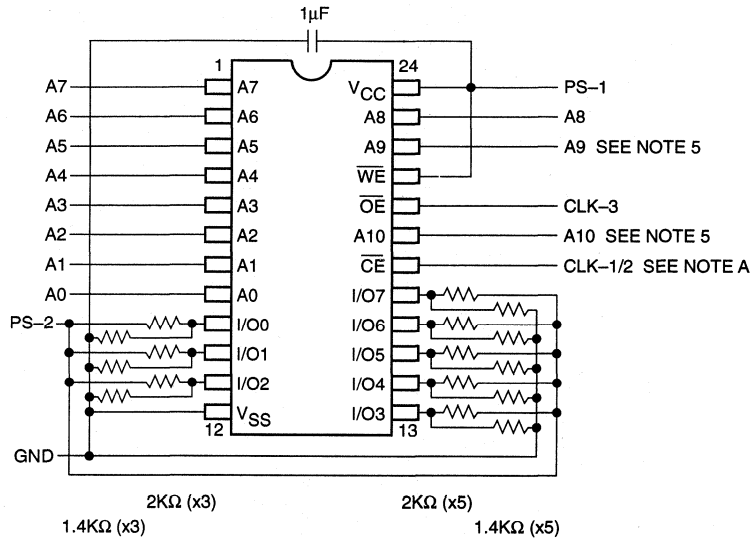 1μF
1 24
A7 A7 VCC PS-1
A6 A6 A8 A8
A5 A5 A9 A9 SEE NOTE 5
A4 A4 WE
A3 A3 OE CLK-3
A2 A2 A10 A10 SEE NOTE 5
A1 A1 CE CLK-1/2 SEE NOTE A
A0 A0 I/O7
PS-2 I/O0 I/O6
I/O1 I/O5
I/O2 I/O4
VSS I/O3
12 13
GND
2KΩ (x3) 2KΩ (x5)
1.4KΩ (x3) 1.4KΩ (x5)